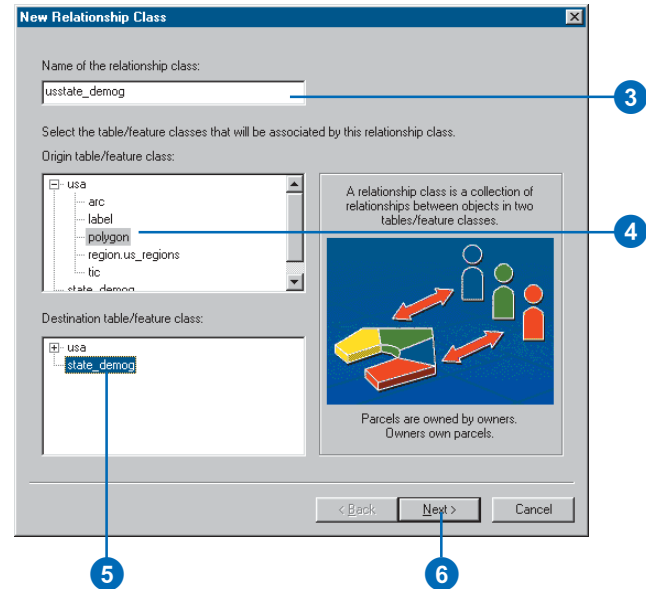 New Relationship Class
Name of the relationship class:
usstate_demog
3
Select the table/feature classes that will be associated by this relationship class.
Origin table/feature class:
usa
arc
label
polygon
4
region.us_regions
tic
state_demog
A relationship class is a collection of
relationships between objects in two
tables/feature classes.
Destination table/feature class:
usa
state_demog
Parcels are owned by owners.
Owners own parcels.
< Back
Next >
Cancel
5
6